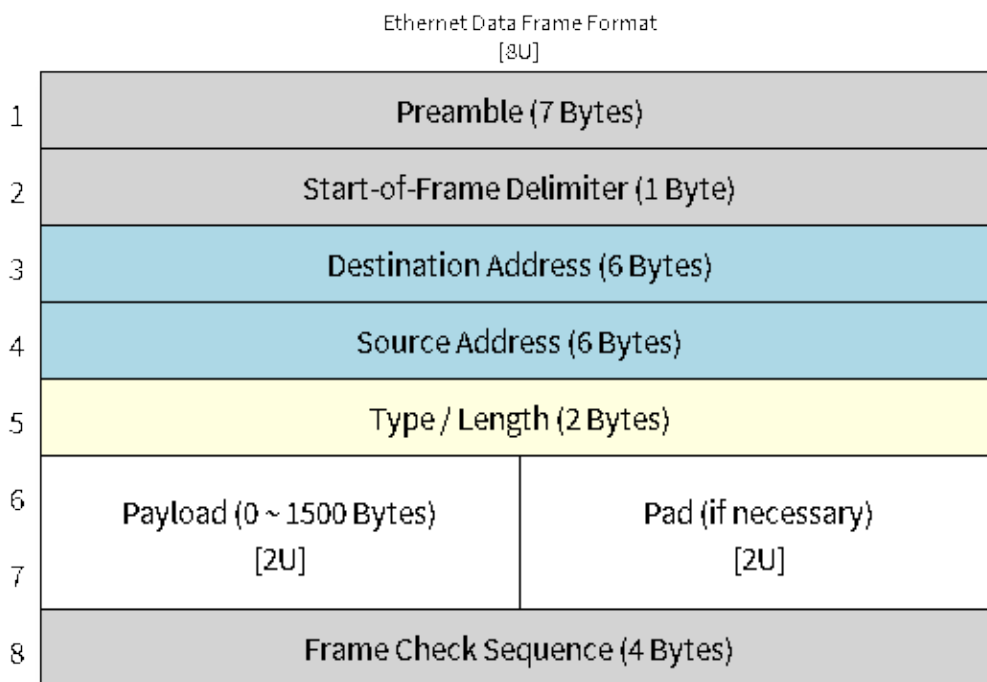 Ethernet Data Frame Format
[8U]
1 Preamble (7 Bytes)
2 Start-of-Frame Delimiter (1 Byte)
3 Destination Address (6 Bytes)
4 Source Address (6 Bytes)
5 Type / Length (2 Bytes)
6
Payload (0 ~ 1500 Bytes) Pad (if necessary)
[2U] [2U]
7
8 Frame Check Sequence (4 Bytes)